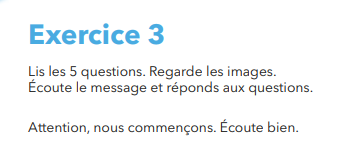 Exercice 3
Lis les 5 questions. Regarde les images.
Écoute le message et réponds aux questions.
Attention, nous commençons. Écoute bien.